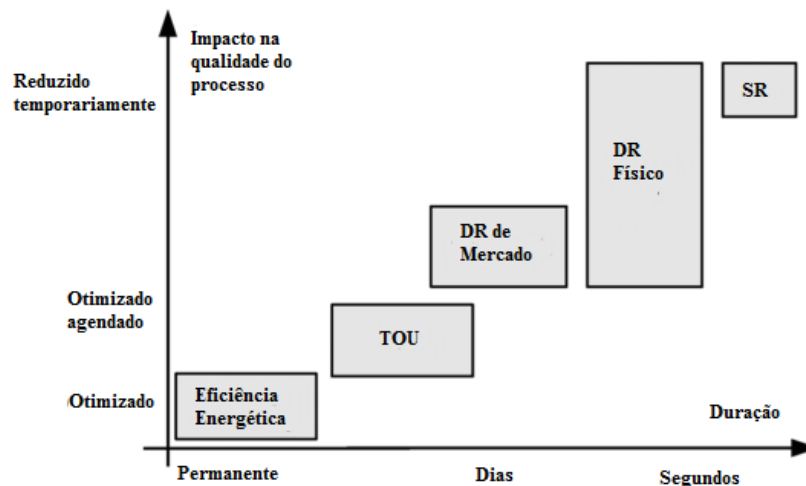 Impacto na
qualidade do
processo
Reduzido
temporariamente
SR
DR
Físico
DR de
Mercado
Otimizado
agendado
TOU
Otimizado
Eficiência
Energética
Duração
Permanente
Dias
Segundos